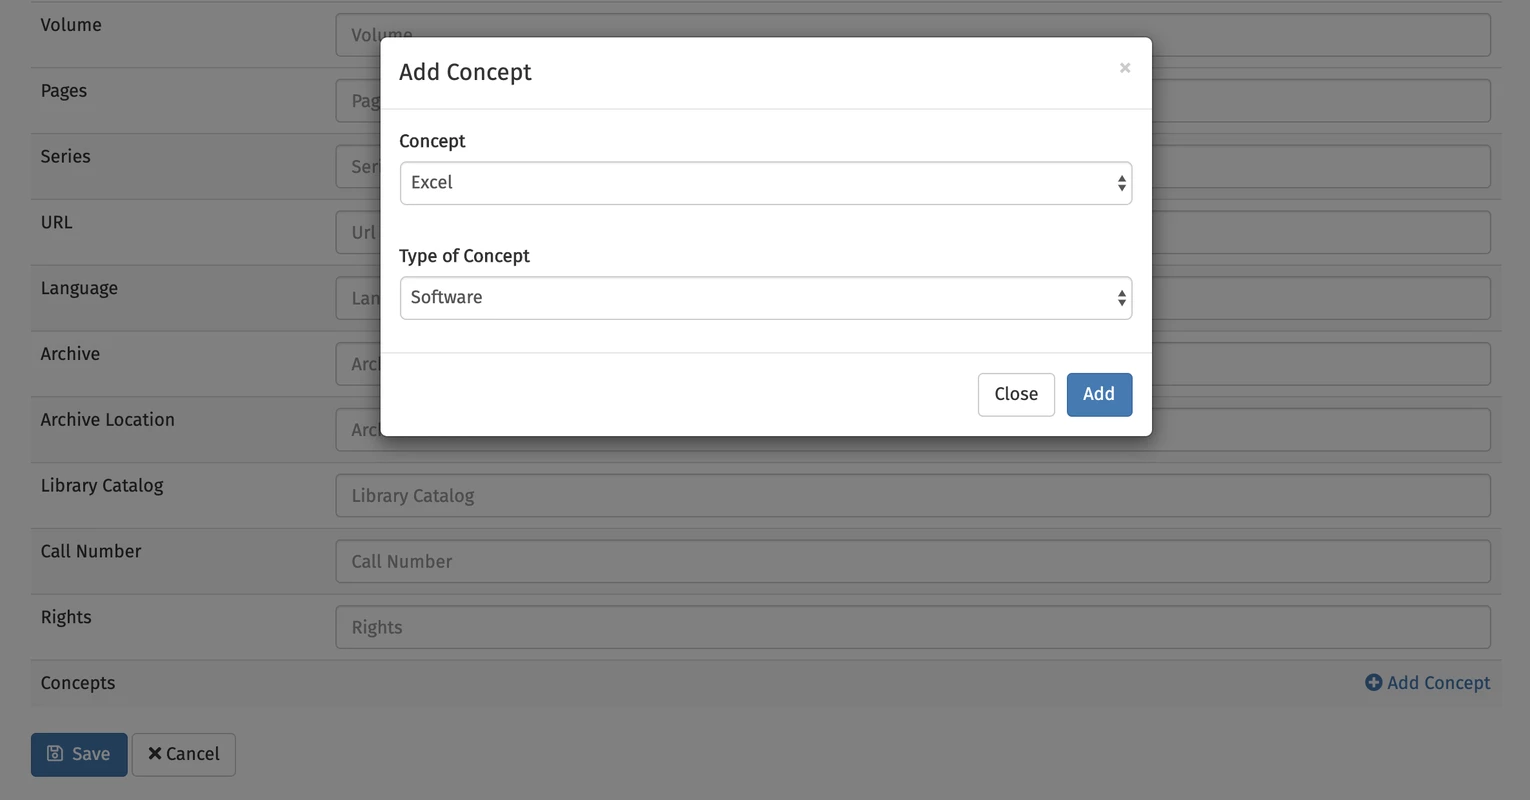 Volume
Volume
Add Concept
×
Pages
Pag
Concept
Series
Seri
Excel
URL
Url
Type of Concept
Language
Lan
Software
Archive
Arch
Close
Add
Archive Location
Arch
Library Catalog
Library Catalog
Call Number
Call Number
Rights
Rights
Concepts
Add Concept
Save
Cancel